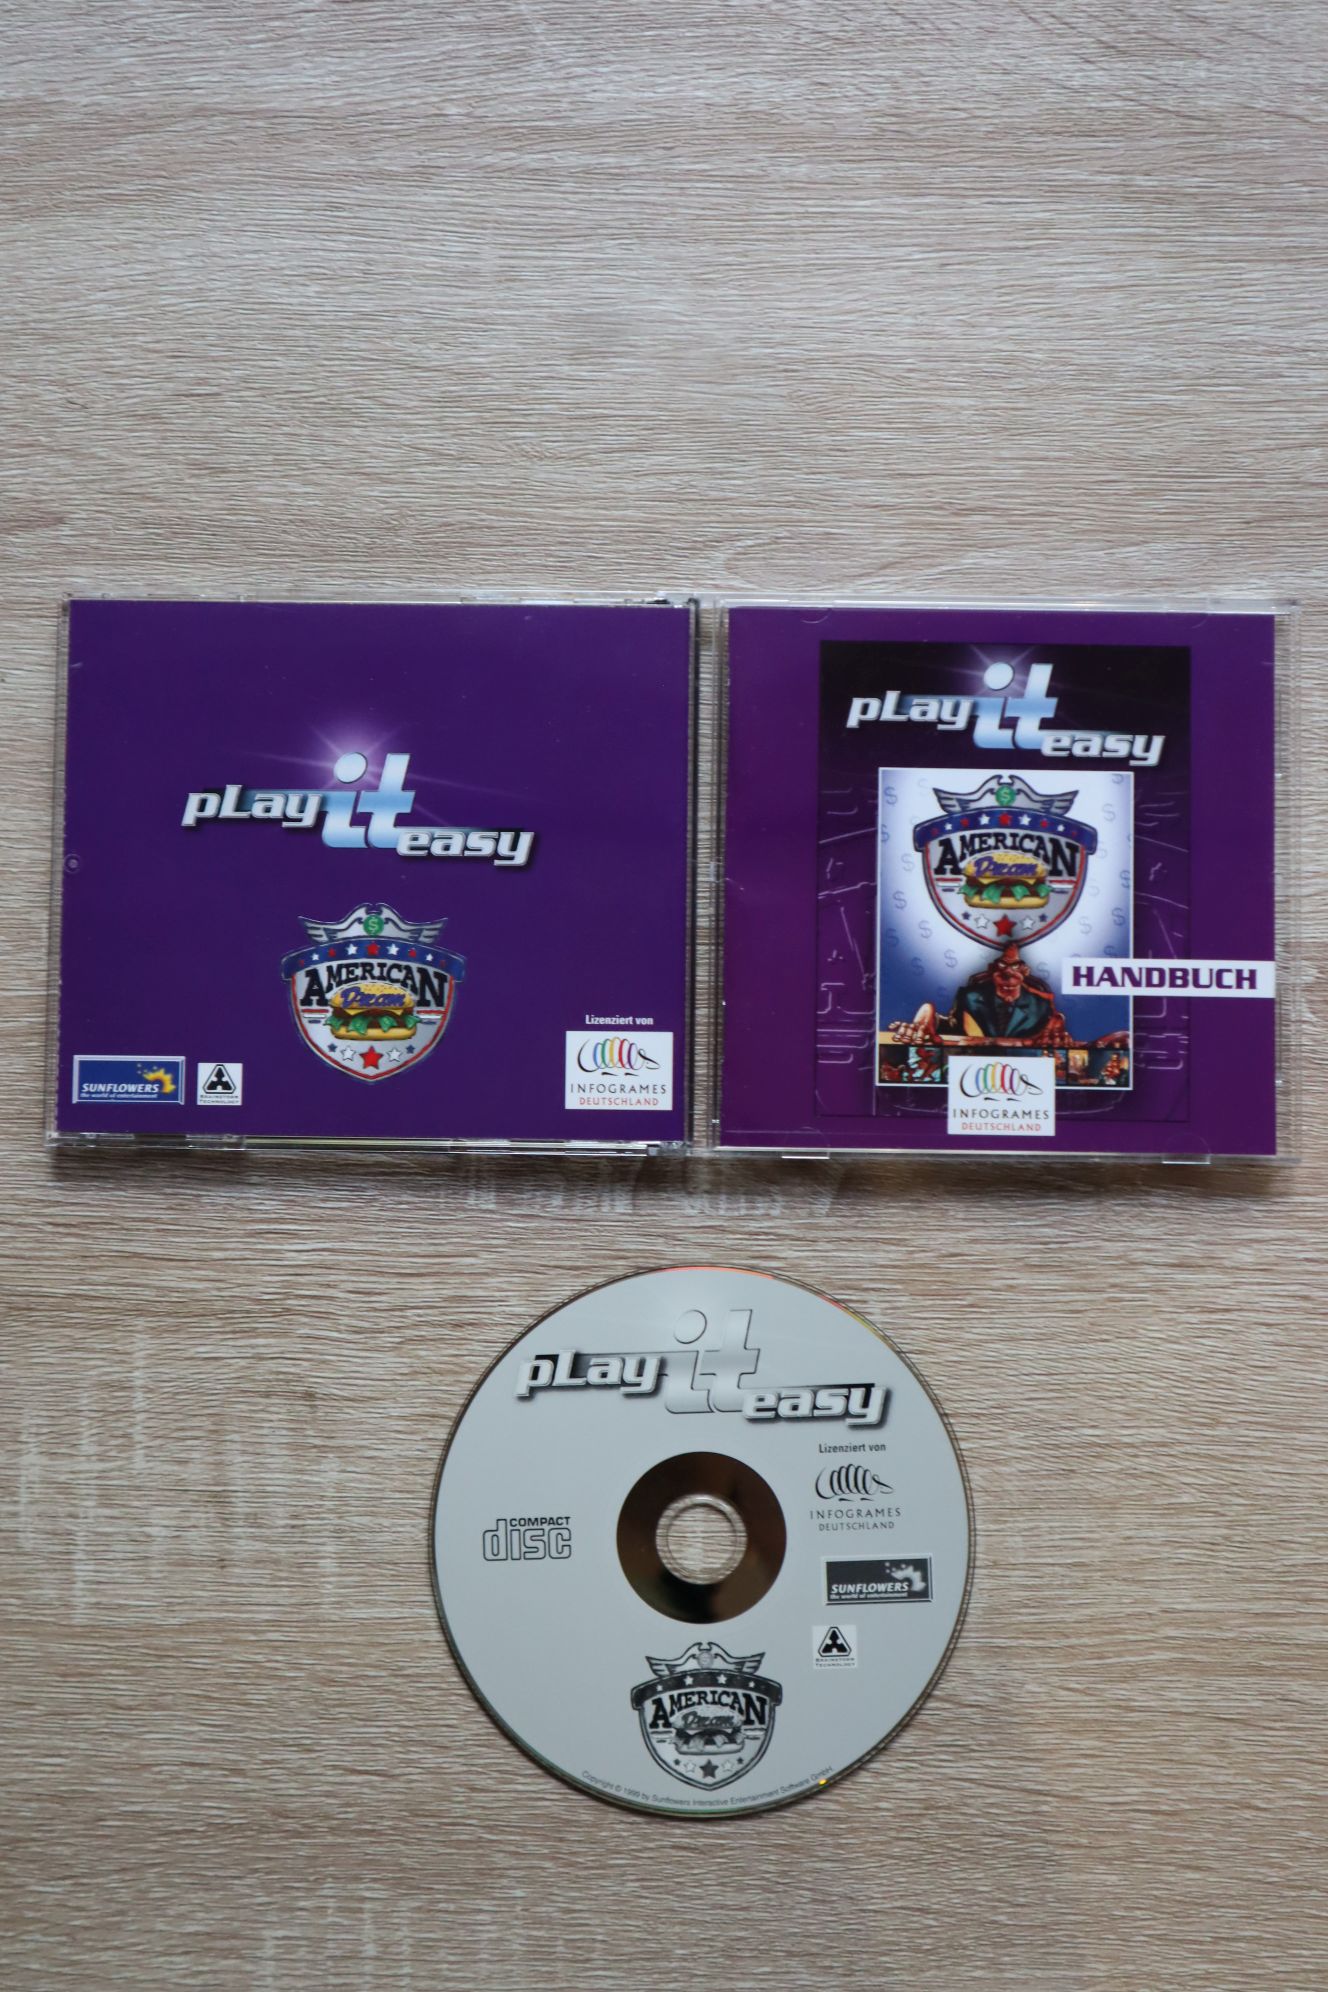 pLay it easy
AMERICAN
Dream
Lizenziert von
INFOGRAMES
DEUTSCHLAND
SUNFLOWERS
the world of entertainment
BRAINSTORM
TECHNOLOGY
pLay it easy
AMERICAN
Dream
HANDBUCH
INFOGRAMES
DEUTSCHLAND
pLay it easy
Lizenziert von
INFOGRAMES
DEUTSCHLAND
COMPACT
disc
SUNFLOWERS
the world of entertainment
BRAINSTORM
TECHNOLOGY
AMERICAN
Dream
Copyright © 1999 by Sunflowers Interactive Entertainment Software GmbH